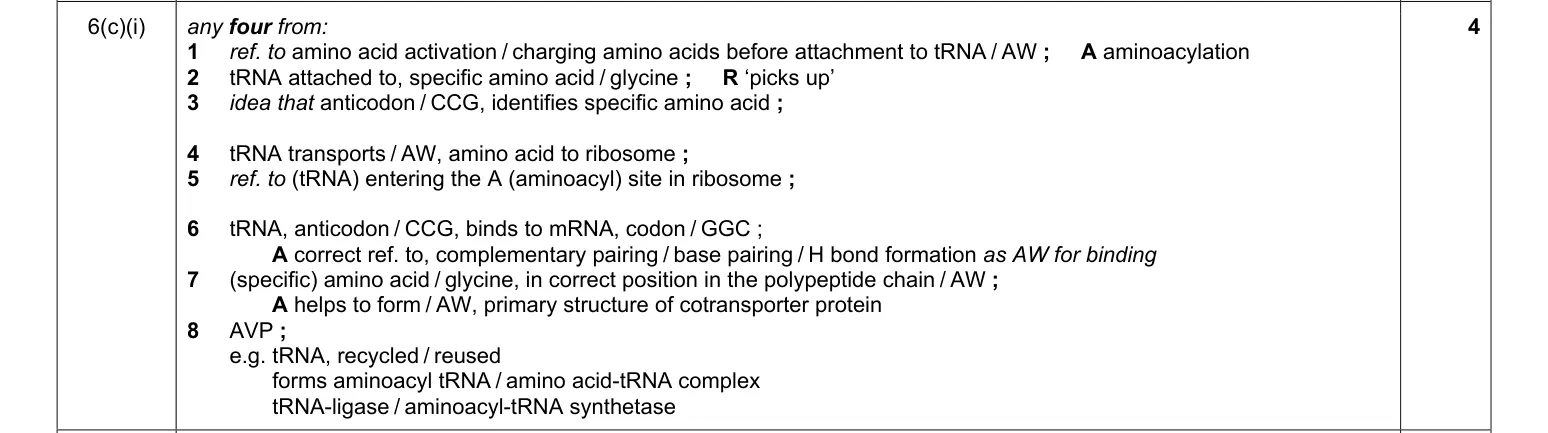 6(c)(i) any four from: 4
1 ref. to amino acid activation / charging amino acids before attachment to tRNA / AW ; A aminoacylation
2 tRNA attached to, specific amino acid / glycine ; R ‘picks up’
3 idea that anticodon / CCG, identifies specific amino acid ;
4 tRNA transports / AW, amino acid to ribosome ;
5 ref. to (tRNA) entering the A (aminoacyl) site in ribosome ;
6 tRNA, anticodon / CCG, binds to mRNA, codon / GGC ;
A correct ref. to, complementary pairing / base pairing / H bond formation as AW for binding
7 (specific) amino acid / glycine, in correct position in the polypeptide chain / AW ;
A helps to form / AW, primary structure of cotransporter protein
8 AVP ;
e.g. tRNA, recycled / reused
forms aminoacyl tRNA / amino acid-tRNA complex
tRNA-ligase / aminoacyl-tRNA synthetase